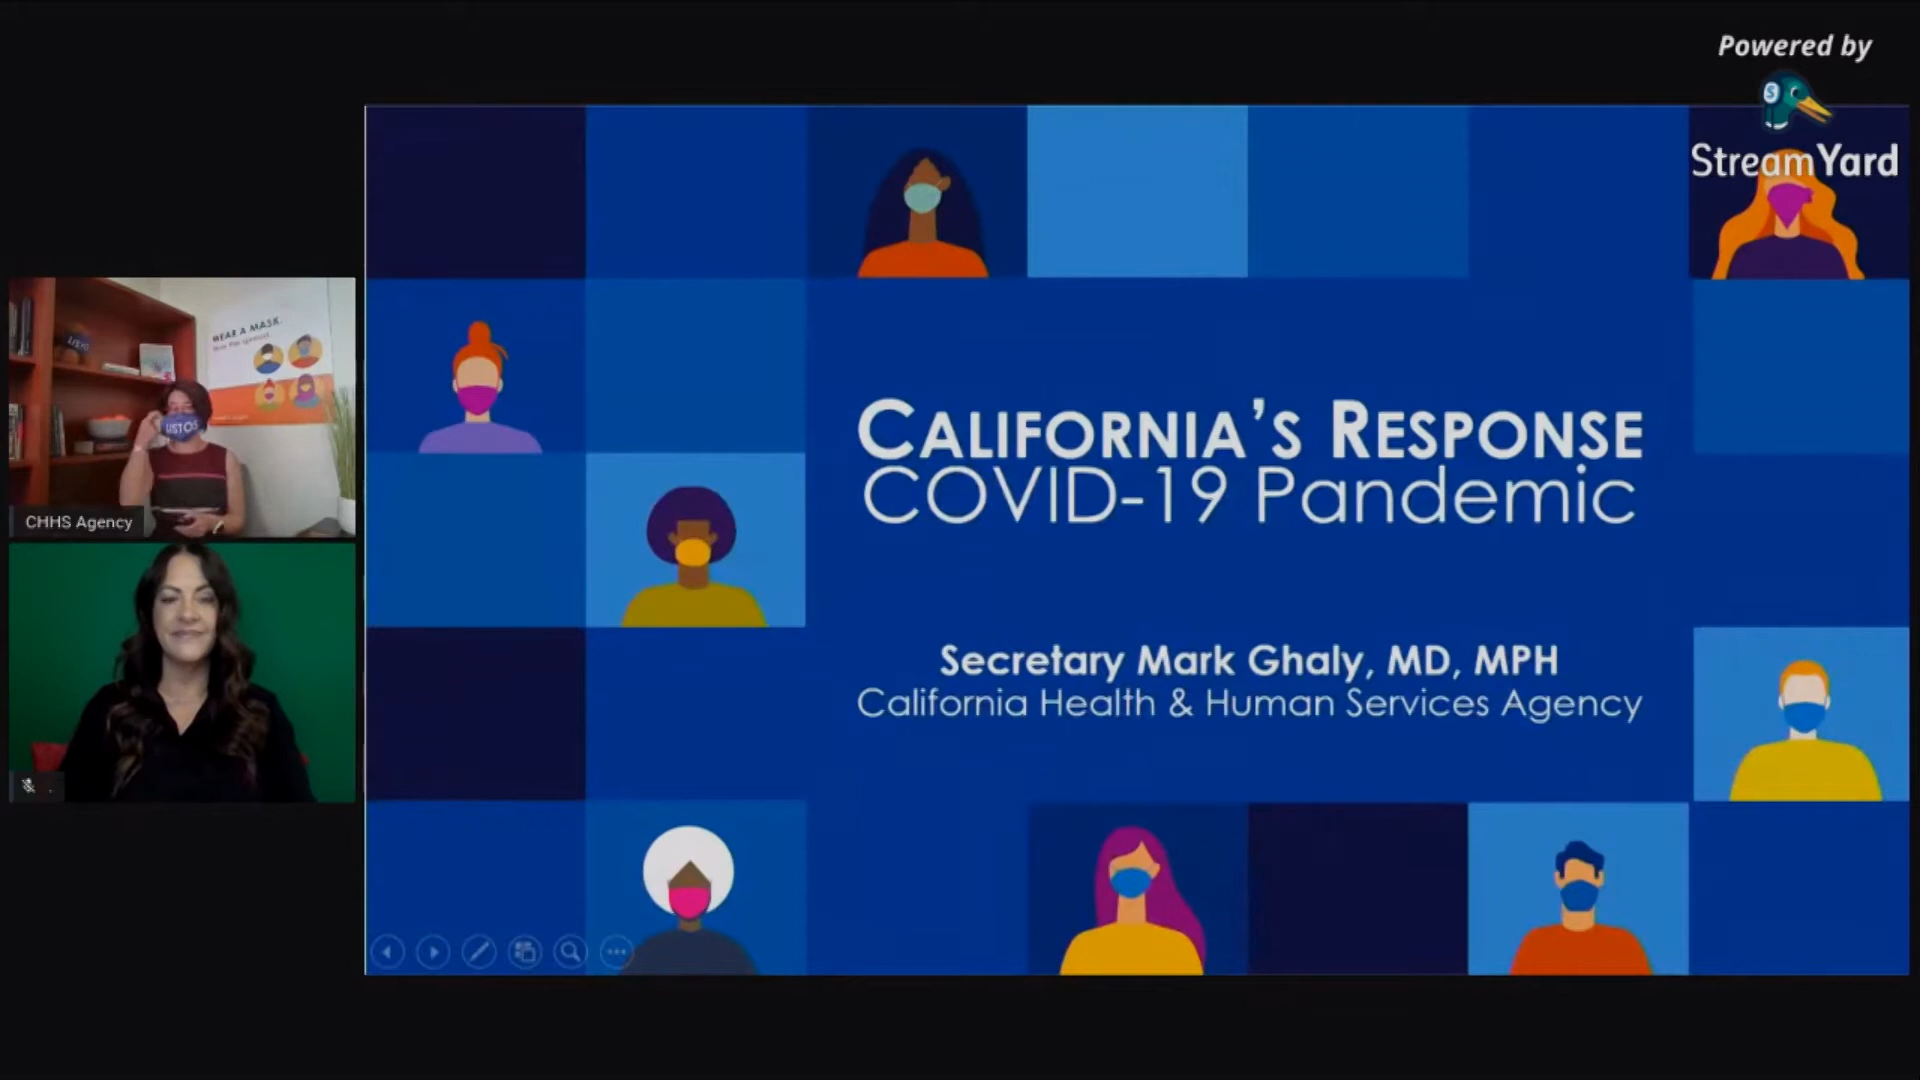 Powered by
StreamYard
WEAR A MASK.
LISTOS
CHHS Agency
CALIFORNIA'S RESPONSE
COVID-19 Pandemic
Secretary Mark Ghaly, MD, MPH
California Health & Human Services Agency